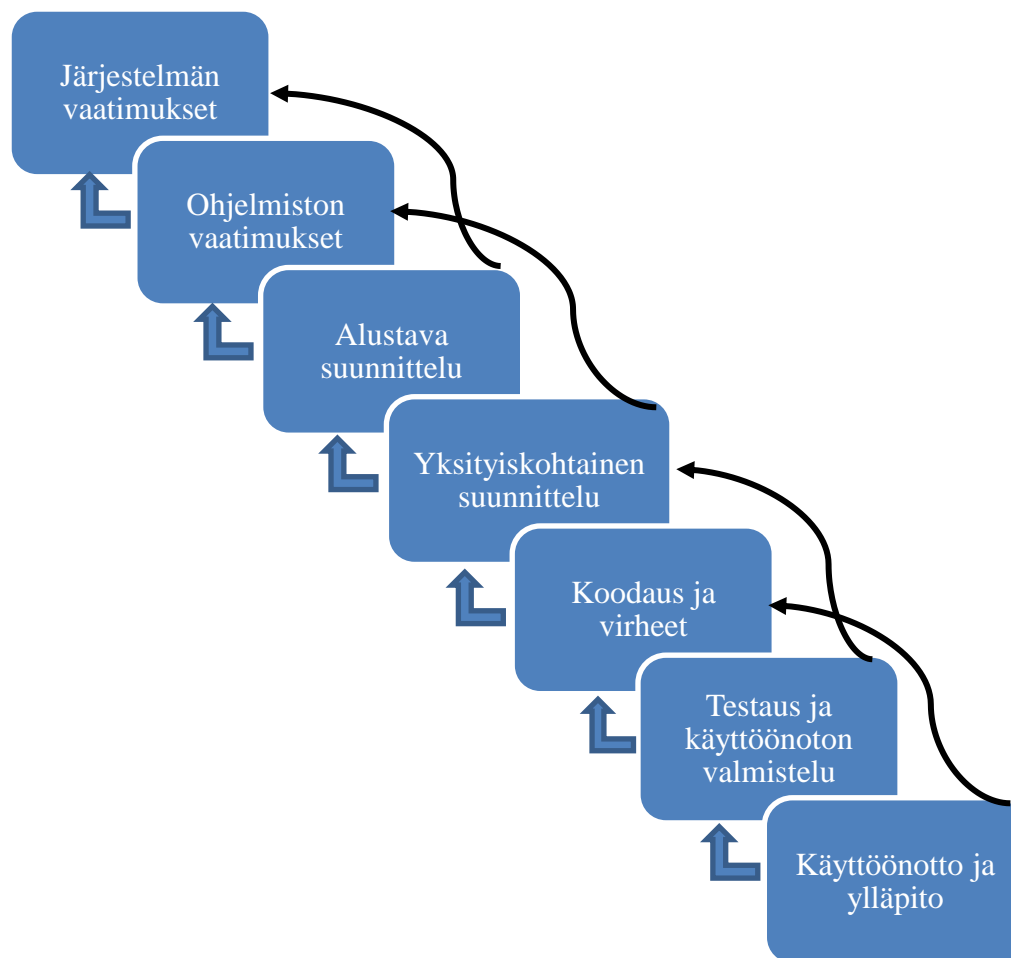 Järjestelmän
vaatimukset
Ohjelmiston
vaatimukset
Alustava
suunnittelu
Yksityiskohtainen
suunnittelu
Koodaus ja
virheet
Testaus ja
käyttöönoton
valmistelu
Käyttöönotto ja
ylläpito